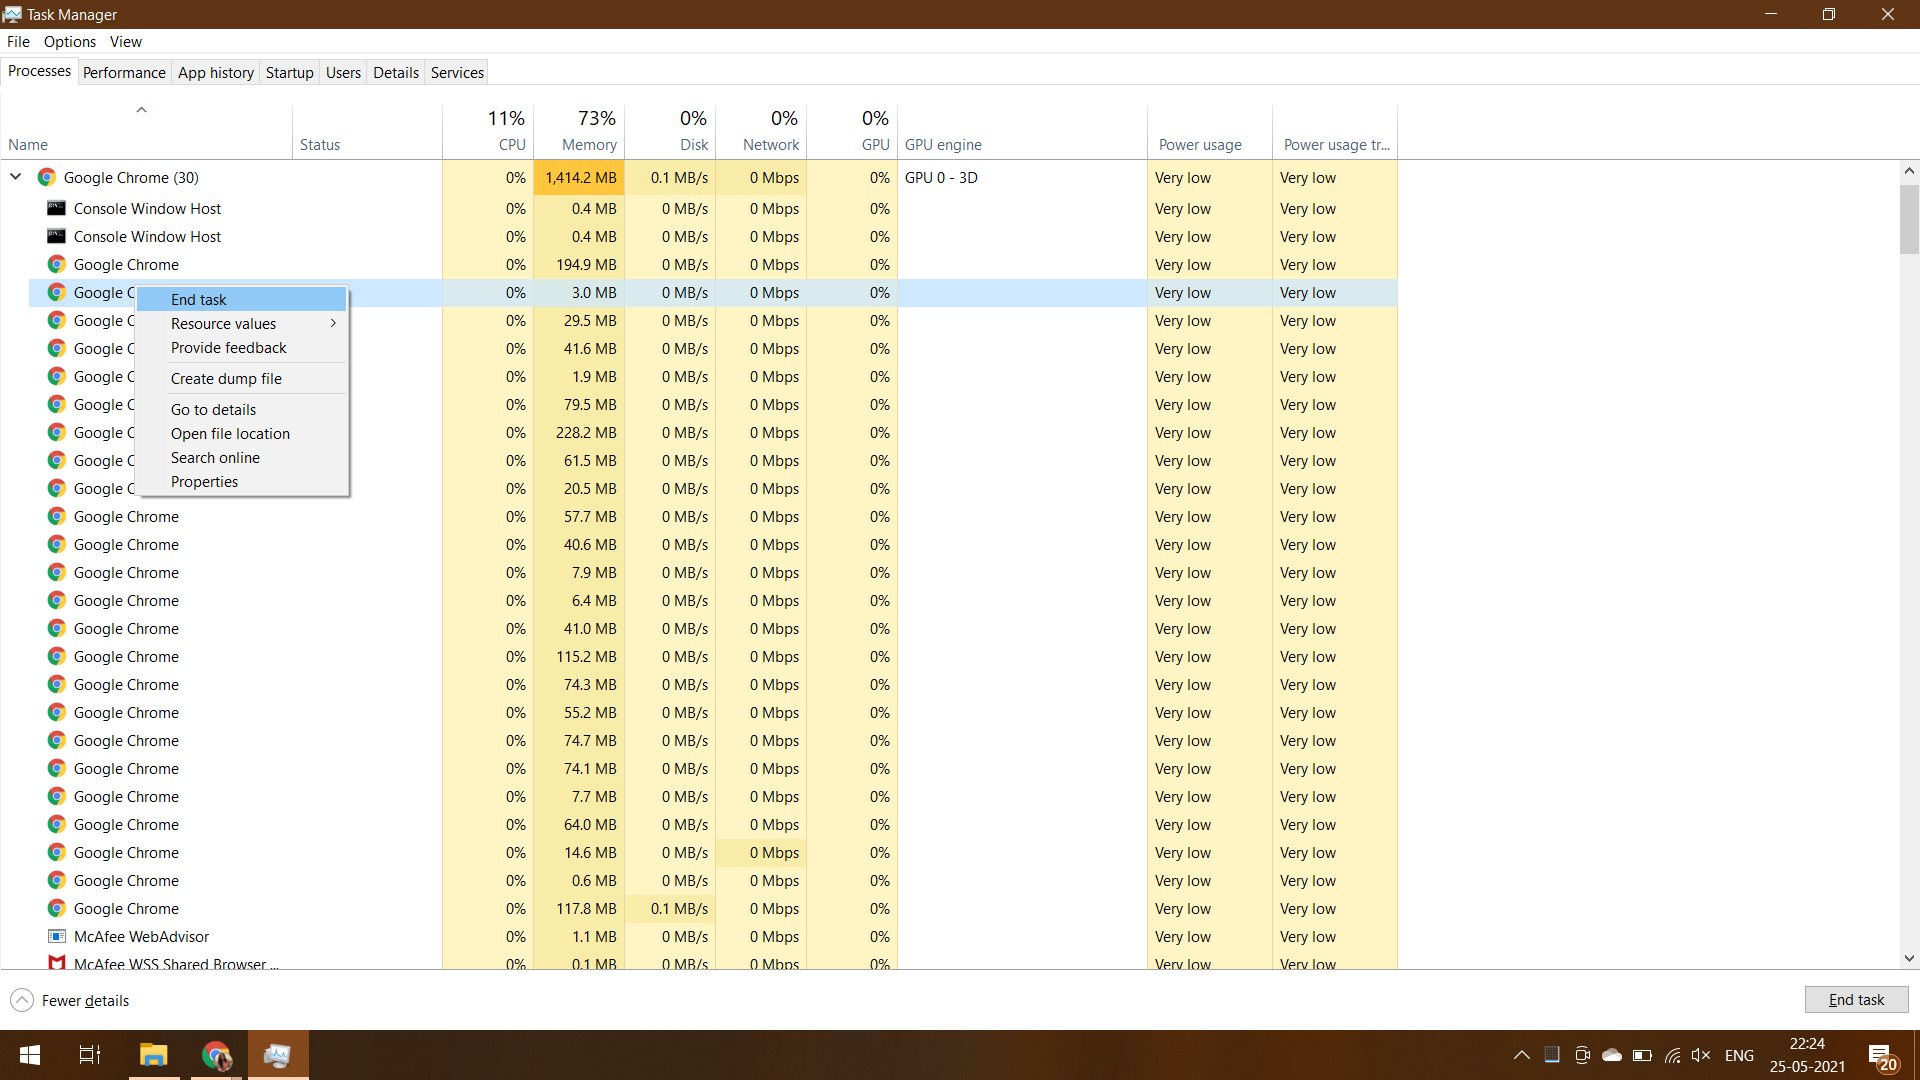 Task Manager
File Options View
Processes Performance App history Startup Users Details Services
11% 73% 0% 0% 0%
Name Status CPU Memory Disk Network GPU GPU engine Power usage Power usage tr...
Google Chrome (30) 0% 1,414.2 MB 0.1 MB/s 0 Mbps 0% GPU 0 - 3D Very low Very low
Console Window Host 0% 0.4 MB 0 MB/s 0 Mbps 0% Very low Very low
Console Window Host 0% 0.4 MB 0 MB/s 0 Mbps 0% Very low Very low
Google Chrome 0% 194.9 MB 0 MB/s 0 Mbps 0% Very low Very low
Google C 0% 3.0 MB 0 MB/s 0 Mbps 0% Very low Very low
End task
Resource values
Provide feedback
Create dump file
Go to details
Open file location
Search online
Properties
Google C 0% 29.5 MB 0 MB/s 0 Mbps 0% Very low Very low
Google C 0% 41.6 MB 0 MB/s 0 Mbps 0% Very low Very low
Google C 0% 1.9 MB 0 MB/s 0 Mbps 0% Very low Very low
Google C 0% 79.5 MB 0 MB/s 0 Mbps 0% Very low Very low
Google C 0% 228.2 MB 0 MB/s 0 Mbps 0% Very low Very low
Google C 0% 61.5 MB 0 MB/s 0 Mbps 0% Very low Very low
Google C 0% 20.5 MB 0 MB/s 0 Mbps 0% Very low Very low
Google Chrome 0% 57.7 MB 0 MB/s 0 Mbps 0% Very low Very low
Google Chrome 0% 40.6 MB 0 MB/s 0 Mbps 0% Very low Very low
Google Chrome 0% 7.9 MB 0 MB/s 0 Mbps 0% Very low Very low
Google Chrome 0% 6.4 MB 0 MB/s 0 Mbps 0% Very low Very low
Google Chrome 0% 41.0 MB 0 MB/s 0 Mbps 0% Very low Very low
Google Chrome 0% 115.2 MB 0 MB/s 0 Mbps 0% Very low Very low
Google Chrome 0% 74.3 MB 0 MB/s 0 Mbps 0% Very low Very low
Google Chrome 0% 55.2 MB 0 MB/s 0 Mbps 0% Very low Very low
Google Chrome 0% 74.7 MB 0 MB/s 0 Mbps 0% Very low Very low
Google Chrome 0% 74.1 MB 0 MB/s 0 Mbps 0% Very low Very low
Google Chrome 0% 7.7 MB 0 MB/s 0 Mbps 0% Very low Very low
Google Chrome 0% 64.0 MB 0 MB/s 0 Mbps 0% Very low Very low
Google Chrome 0% 14.6 MB 0 MB/s 0 Mbps 0% Very low Very low
Google Chrome 0% 0.6 MB 0 MB/s 0 Mbps 0% Very low Very low
Google Chrome 0% 117.8 MB 0.1 MB/s 0 Mbps 0% Very low Very low
McAfee WebAdvisor 0% 1.1 MB 0 MB/s 0 Mbps 0% Very low Very low
McAfee WSS Shared Browser ... 0% 0.1 MB 0 MB/s 0 Mbps 0% Very low Very low
Fewer details
End task
ENG
22:24
25-05-2021
20